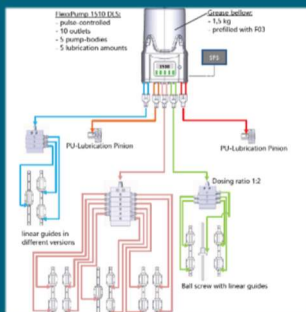 FlexxPump 1510 DLS:
- pulse-controlled
- 10 outlets
- 5 pump-bodies
- 5 lubrication amounts
Grease bellow:
- 1,5 kg
- prefilled with F03
PU-Lubrication Pinion
PU-Lubrication Pinion
Dosing ratio 1:2
linear guides in
different versions
Ball screw with linear guides